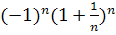 (−1)ⁿ(1 + 1/n)ⁿ